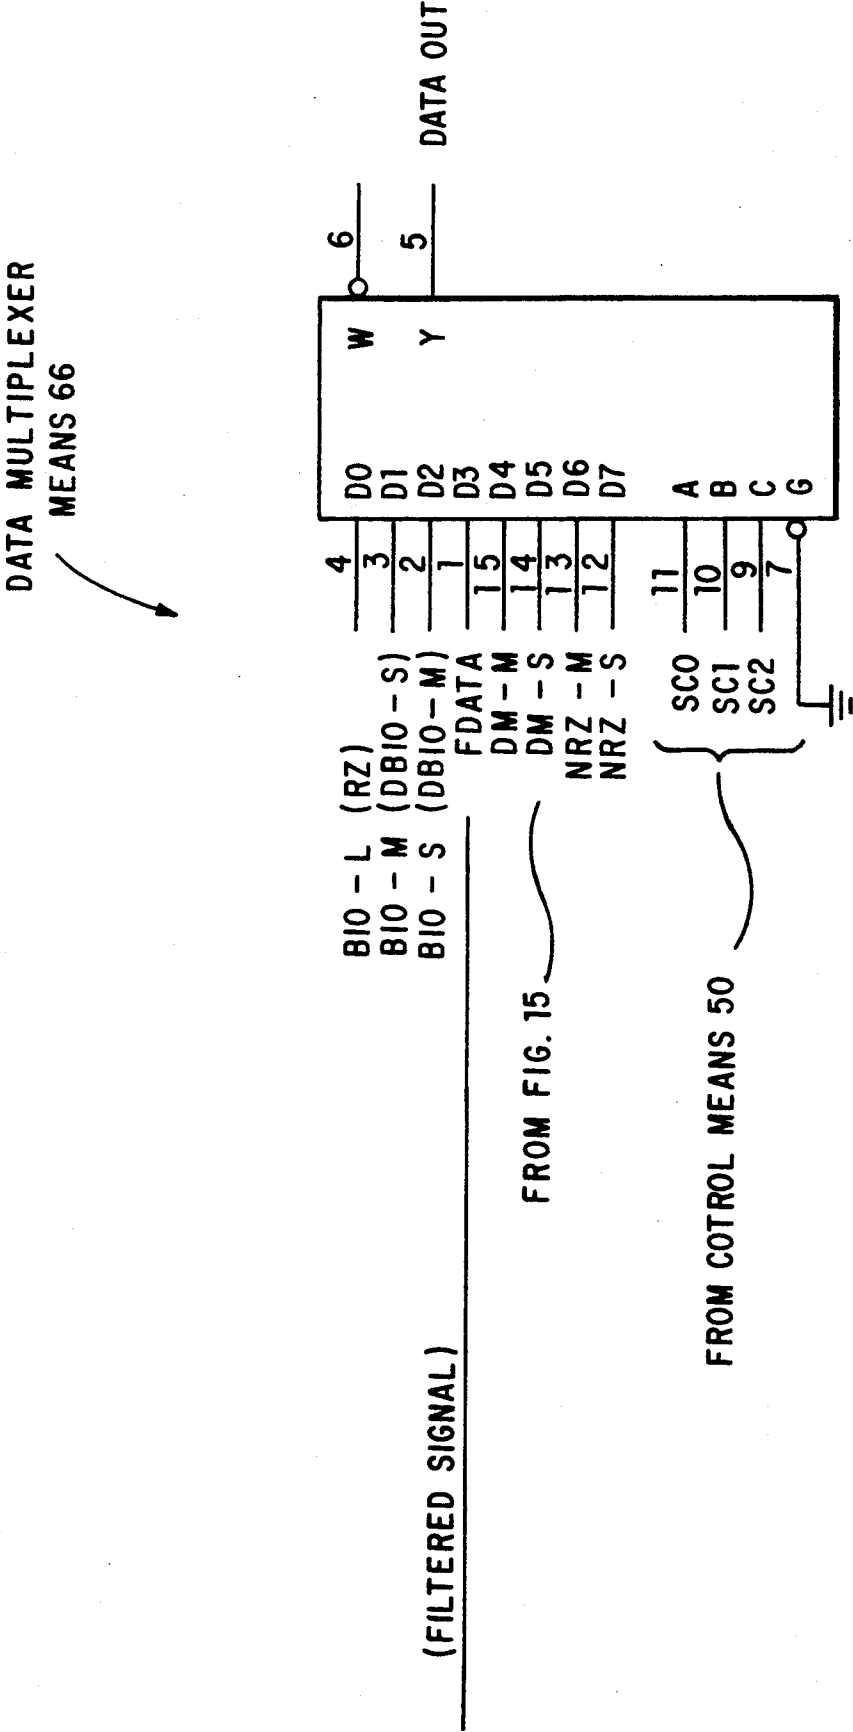 DATA MULTIPLEXER
MEANS 66
BIO - L (RZ) 4 D0 W 6
BIO - M (DBIO - S) 3 D1
BIO - S (DBIO - M) 2 D2 Y 5 DATA OUT
(FILTERED SIGNAL) FDATA 1 D3
DM - M 15 D4
FROM FIG. 15 DM - S 14 D5
NRZ - M 13 D6
NRZ - S 12 D7
SC0 11 A
FROM COTROL MEANS 50 SC1 10 B
SC2 9 C
7 G